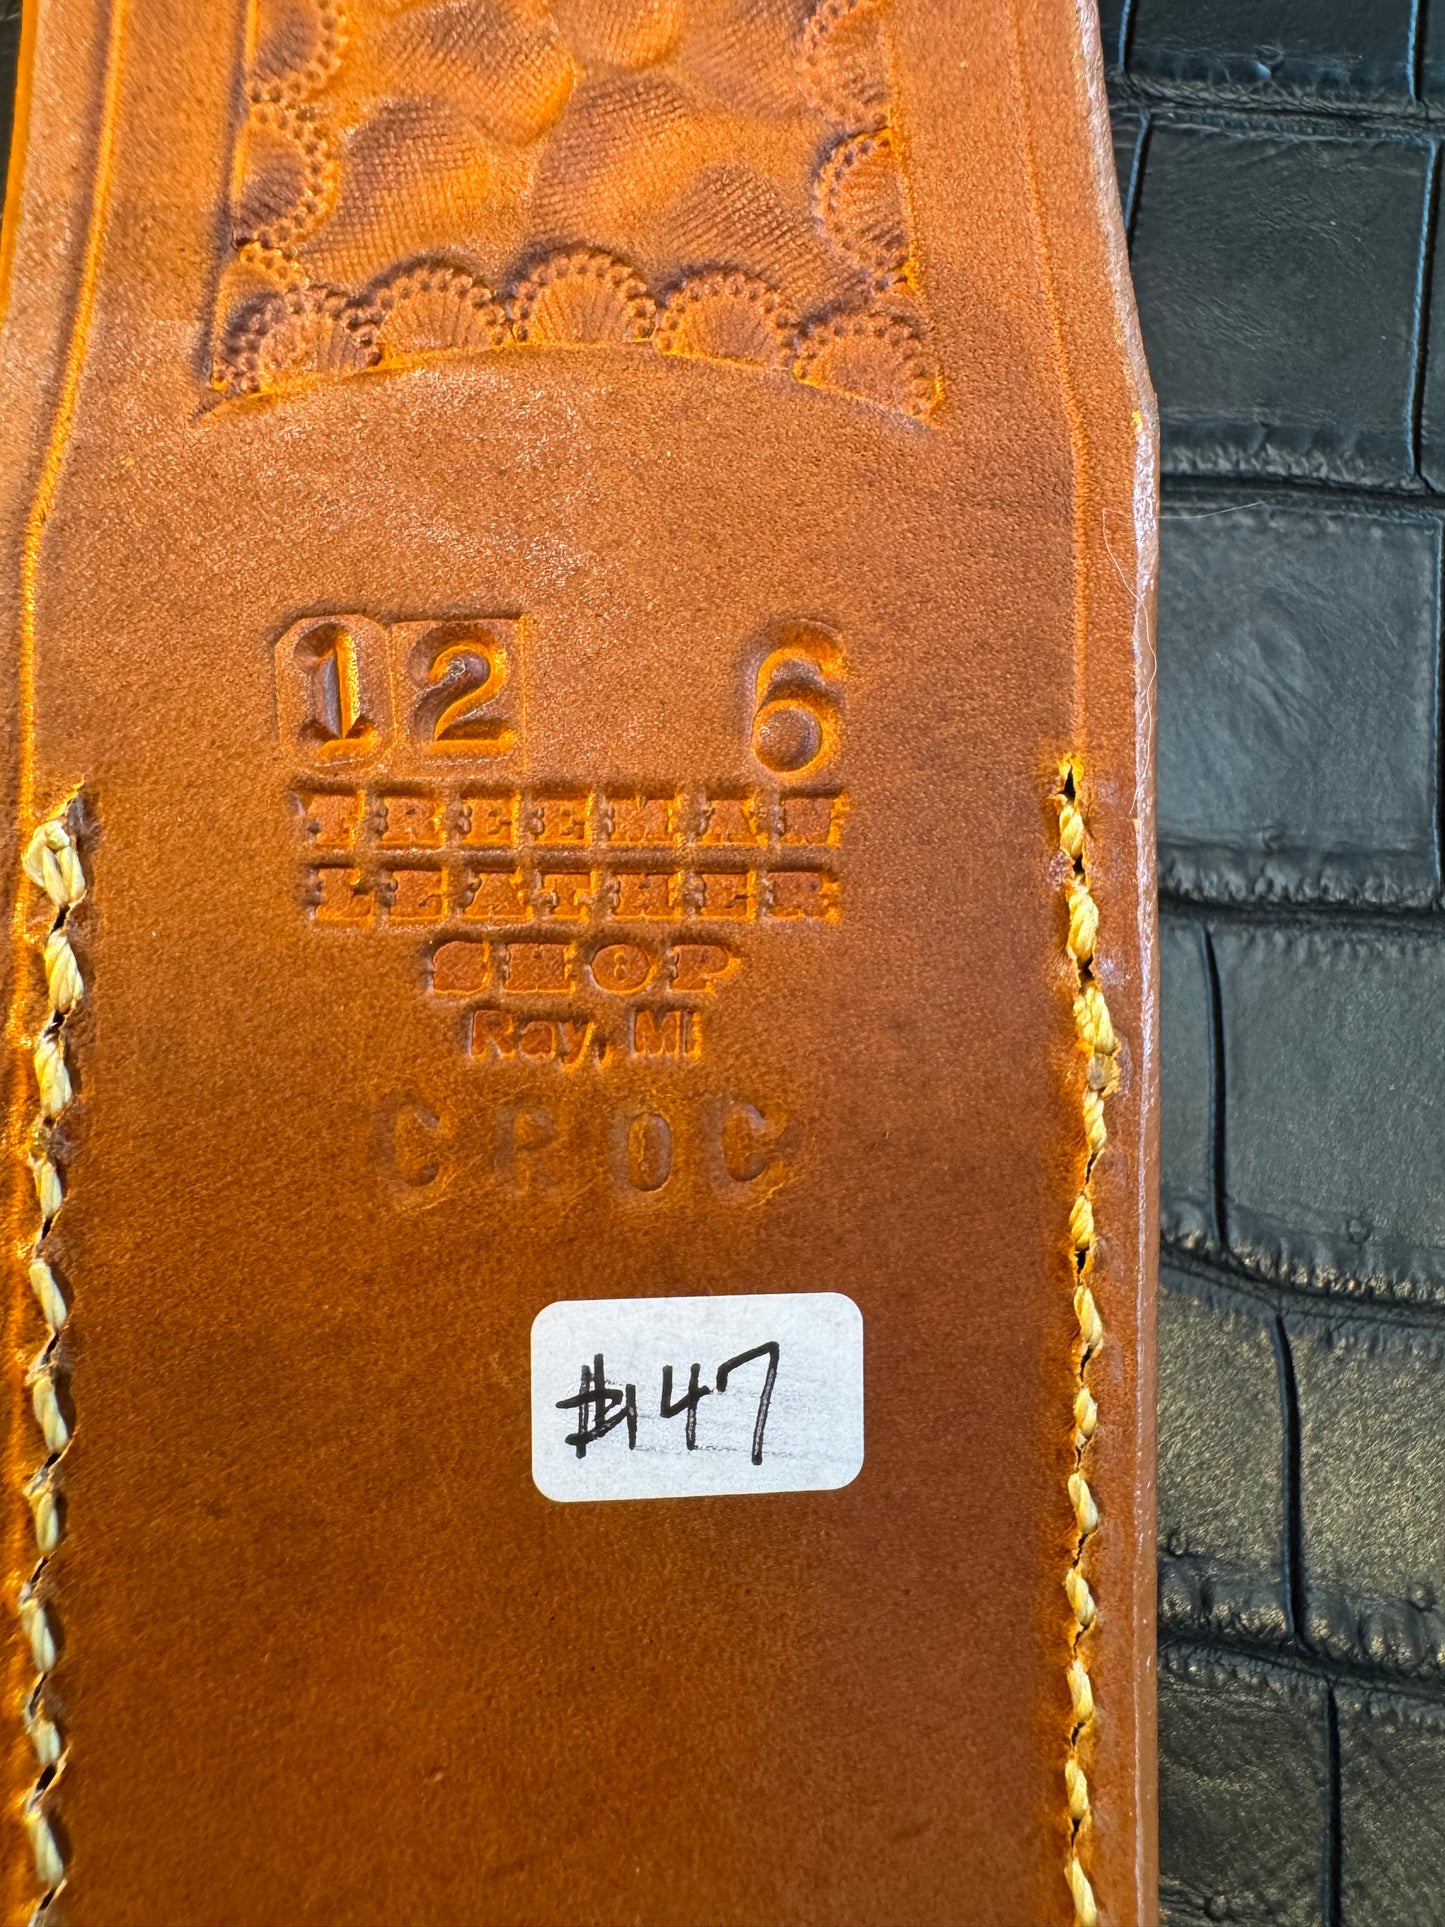 12 6
FREEMAN
LEATHER
SHOP
Ray, MI
CROC
#147